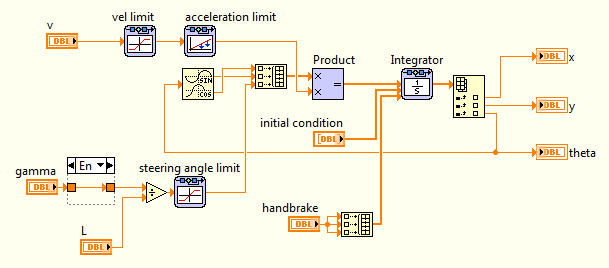 v
vel limit
acceleration limit
DBL
SIN
COS
Product
Integrator
1
S
DBL
x
DBL
y
initial condition
DBL
DBL
theta
En
steering angle limit
gamma
DBL
handbrake
DBL
L
DBL